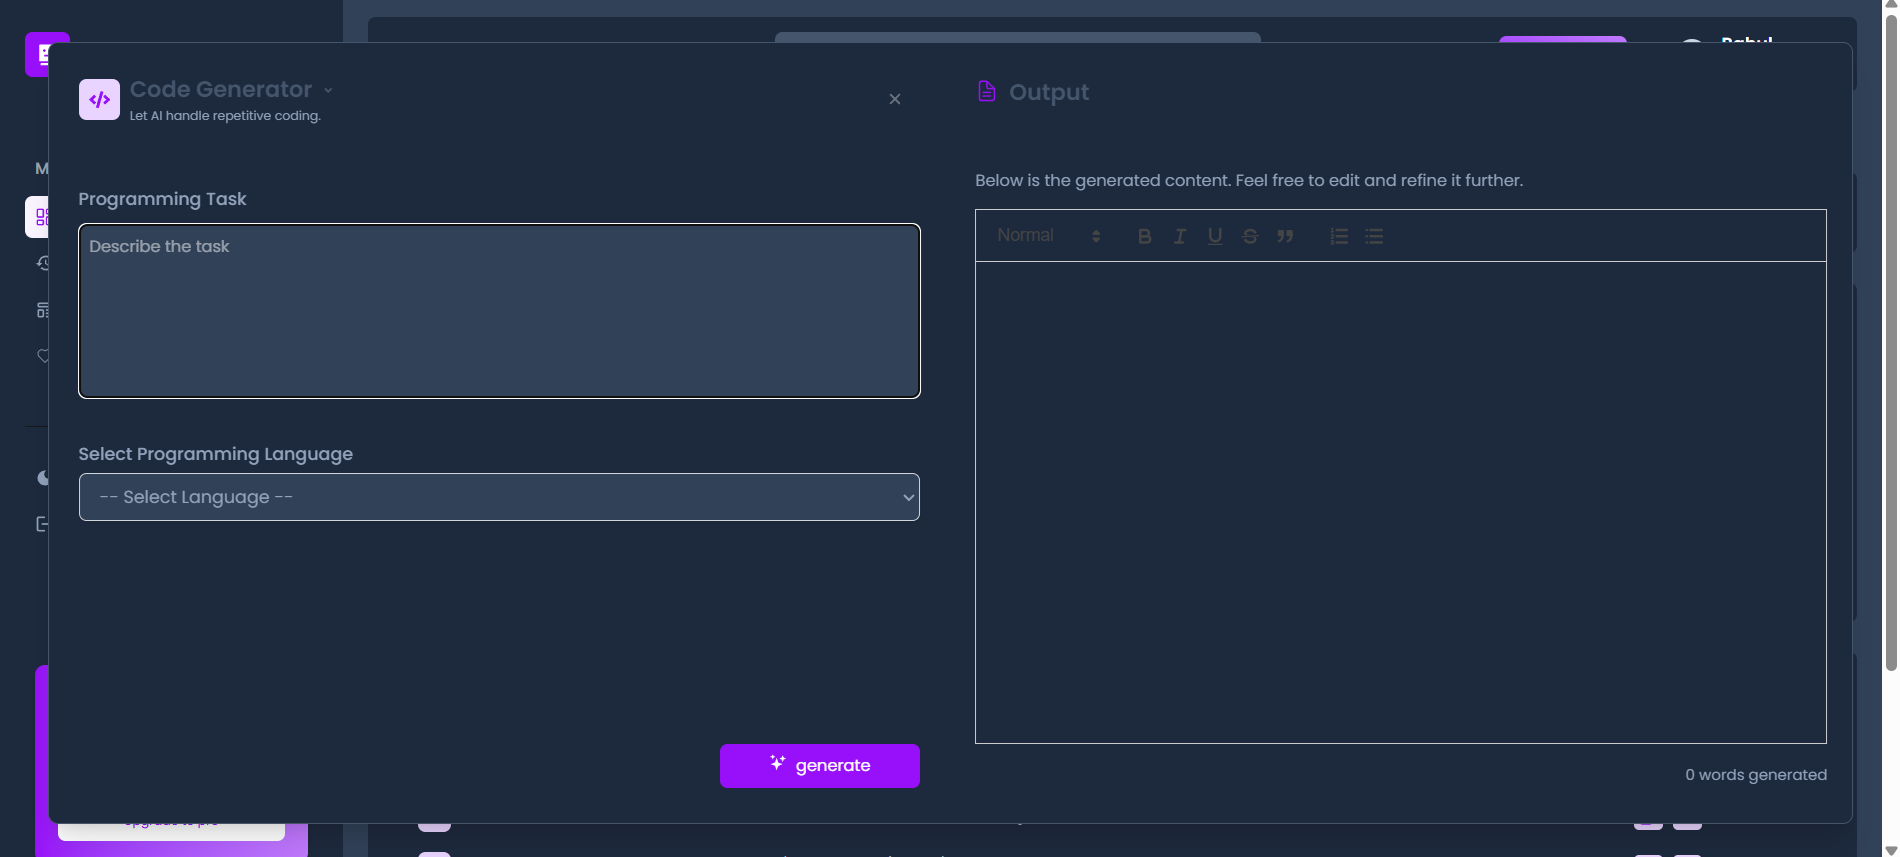 Code Generator
Let AI handle repetitive coding.
Programming Task
Describe the task
Select Programming Language
-- Select Language --
generate
Output
Below is the generated content. Feel free to edit and refine it further.
Normal
0 words generated